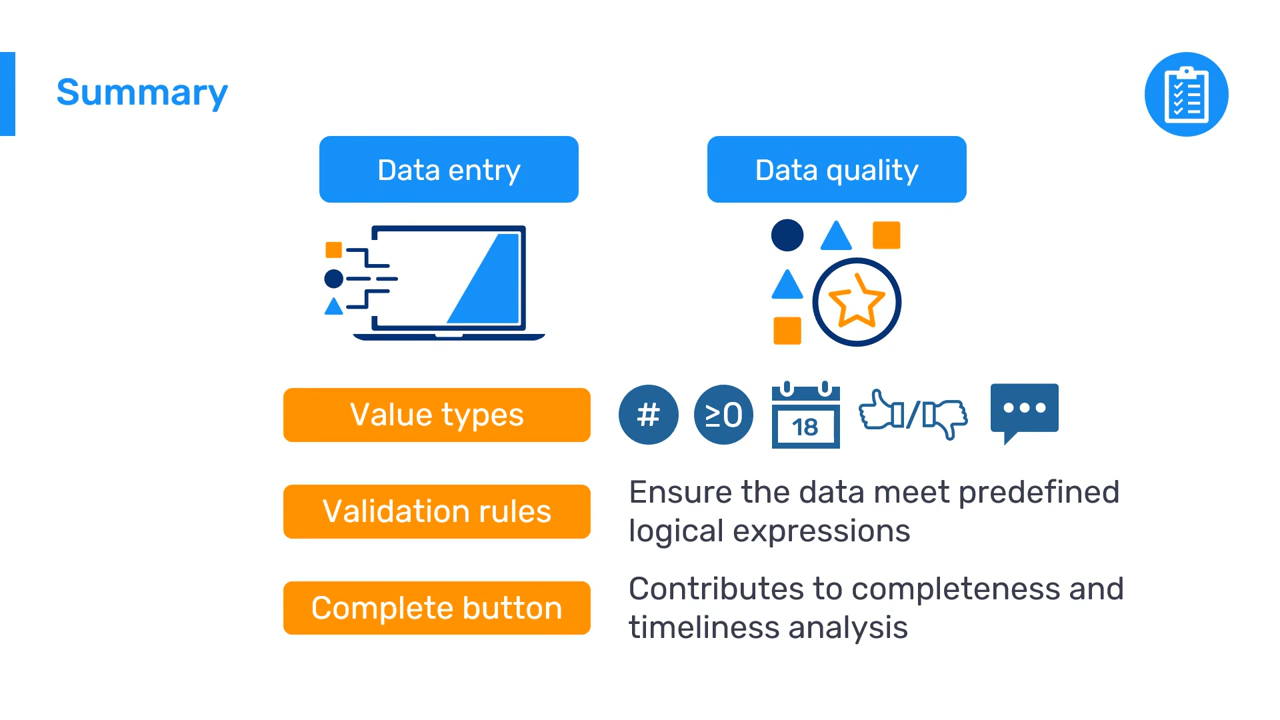 Summary
Data entry
Data quality
Value types
#
≥0
18
/
Validation rules
Ensure the data meet predefined
logical expressions
Complete button
Contributes to completeness and
timeliness analysis